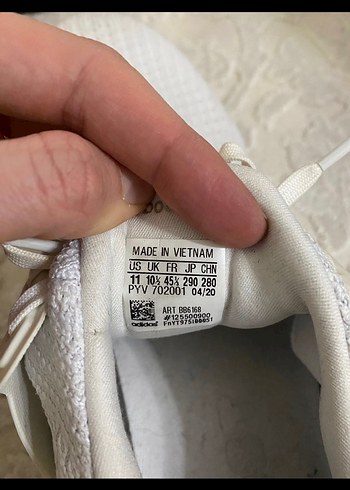 MADE IN VIETNAM
US UK FR JP CHN
11 10½ 45⅓ 290 280
PYV 702001 04/20
ART BB6168
#125500900
adidas